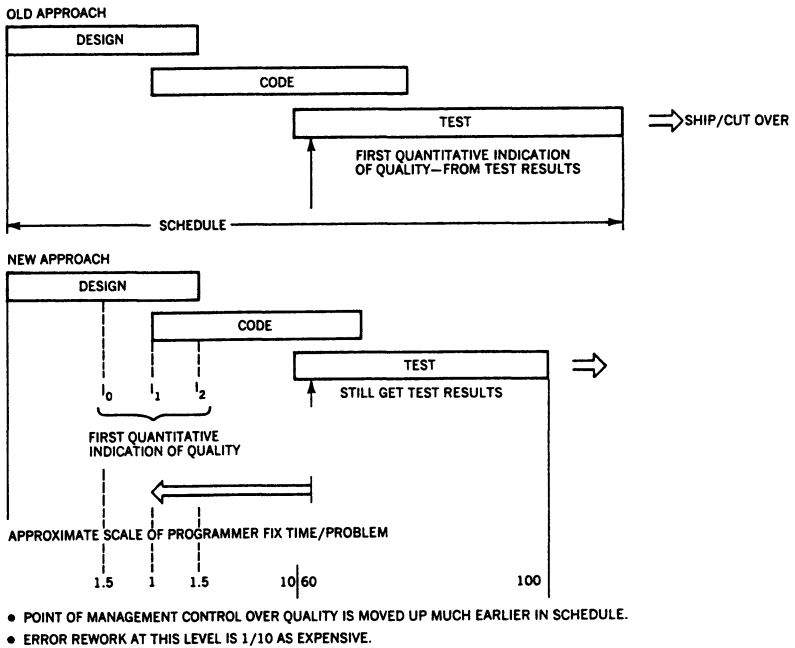 OLD APPROACH
DESIGN
CODE
TEST
SHIP/CUT OVER
FIRST QUANTITATIVE INDICATION
OF QUALITY—FROM TEST RESULTS
SCHEDULE
NEW APPROACH
DESIGN
CODE
TEST
I0 I1 I2
STILL GET TEST RESULTS
FIRST QUANTITATIVE
INDICATION OF QUALITY
APPROXIMATE SCALE OF PROGRAMMER FIX TIME/PROBLEM
1.5 1 1.5 10 60 100
• POINT OF MANAGEMENT CONTROL OVER QUALITY IS MOVED UP MUCH EARLIER IN SCHEDULE.
• ERROR REWORK AT THIS LEVEL IS 1/10 AS EXPENSIVE.